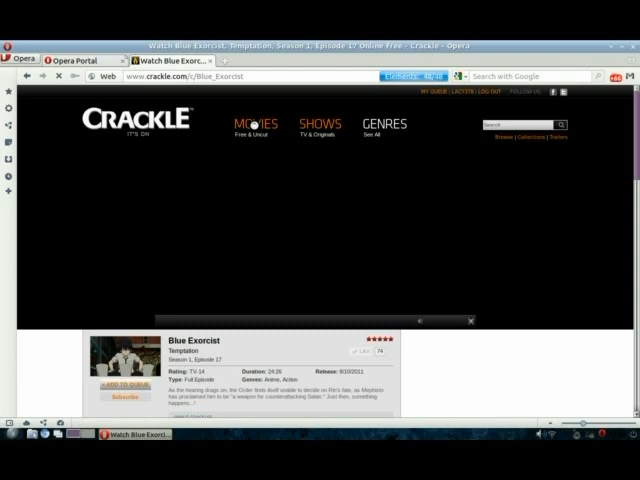 Watch Blue Exorcist, Temptation, Season 1, Episode 17 Online Free - Crackle - Opera
Opera
Opera Portal
Watch Blue Exorc...
Web
www.crackle.com/c/Blue_Exorcist
Elements: 48/48
Search with Google
MY QUEUE | LACY378 | LOG OUT
FOLLOW US
CRACKLE
IT'S ON
MOVIES
Free & Uncut
SHOWS
TV & Originals
GENRES
See All
Search
Browse | Collections | Trailers
Blue Exorcist
Temptation
Season 1, Episode 17
Like 74
Rating: TV-14
Duration: 24:26
Release: 8/10/2011
Type: Full Episode
Genres: Anime, Action
+ ADD TO QUEUE
Subscribe
As the hearing drags on, the Order finds itself unable to decide on Rin's fate, as Mephisto
has proclaimed him to be "a weapon for counterattacking Satan." Just then, something
happens...!
Watch Blue Exorci...